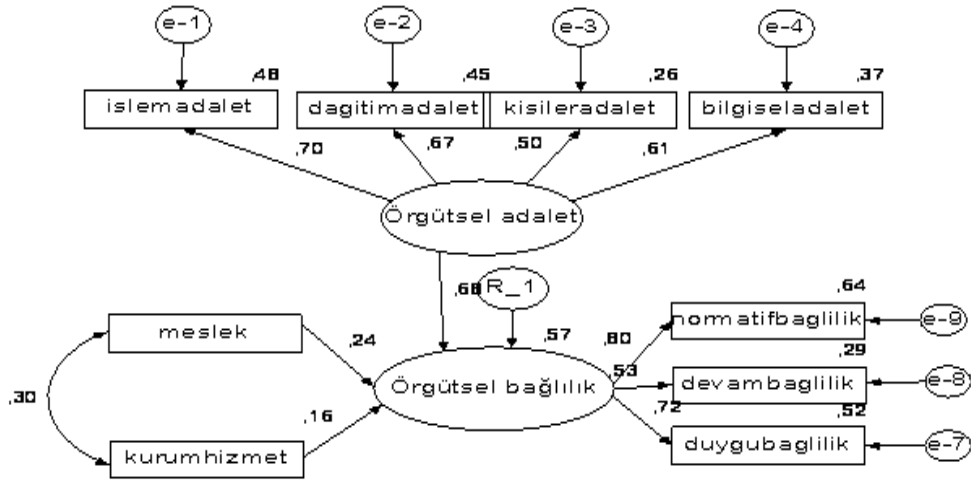 e-1
e-2
e-3
e-4
,48
,45
,26
,37
islemadalet
dagitimadalet
kisileradalet
bilgiseladalet
,70
,67
,50
,61
Örgütsel adalet
R_1
,64
meslek
normatifbaglilik
e-9
,24
,57
,80
,29
,53
,30
Örgütsel bağlılık
devambaglilik
e-8
,16
,72
,52
kurumhizmet
duygubaglilik
e-7